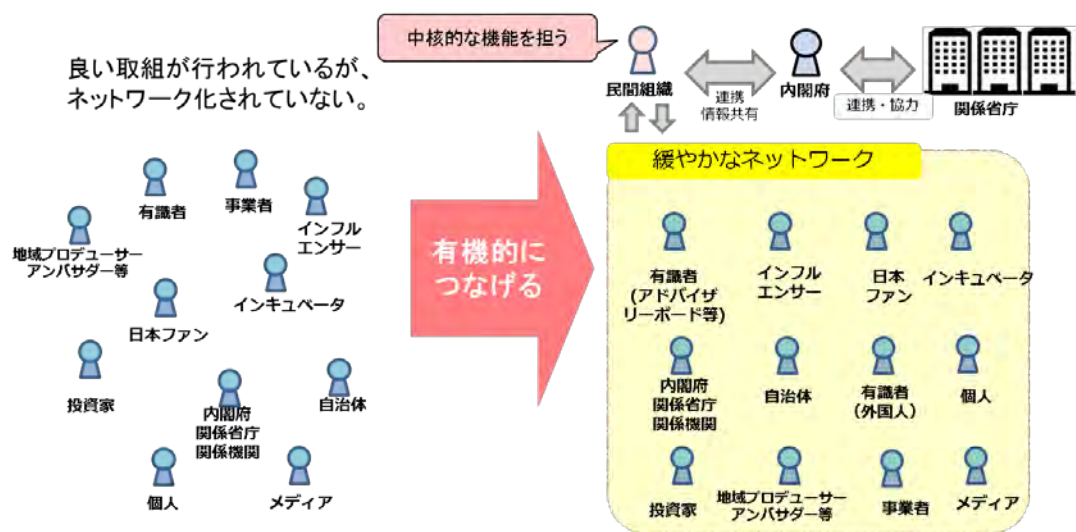 中核的な機能を担う
良い取組が行われているが、
ネットワーク化されていない。
民間組織
連携
情報共有
内閣府
連携・協力
関係省庁
有識者
事業者
インフル
エンサー
地域プロデューサー
アンバサダー等
インキュベータ
日本ファン
投資家
内閣府
関係省庁
関係機関
自治体
個人
メディア
有機的に
つなげる
緩やかなネットワーク
有識者
(アドバイザ
リーボード等)
インフル
エンサー
日本
ファン
インキュベータ
内閣府
関係省庁
関係機関
自治体
有識者
(外国人)
個人
投資家
地域プロデューサー
アンバサダー等
事業者
メディア